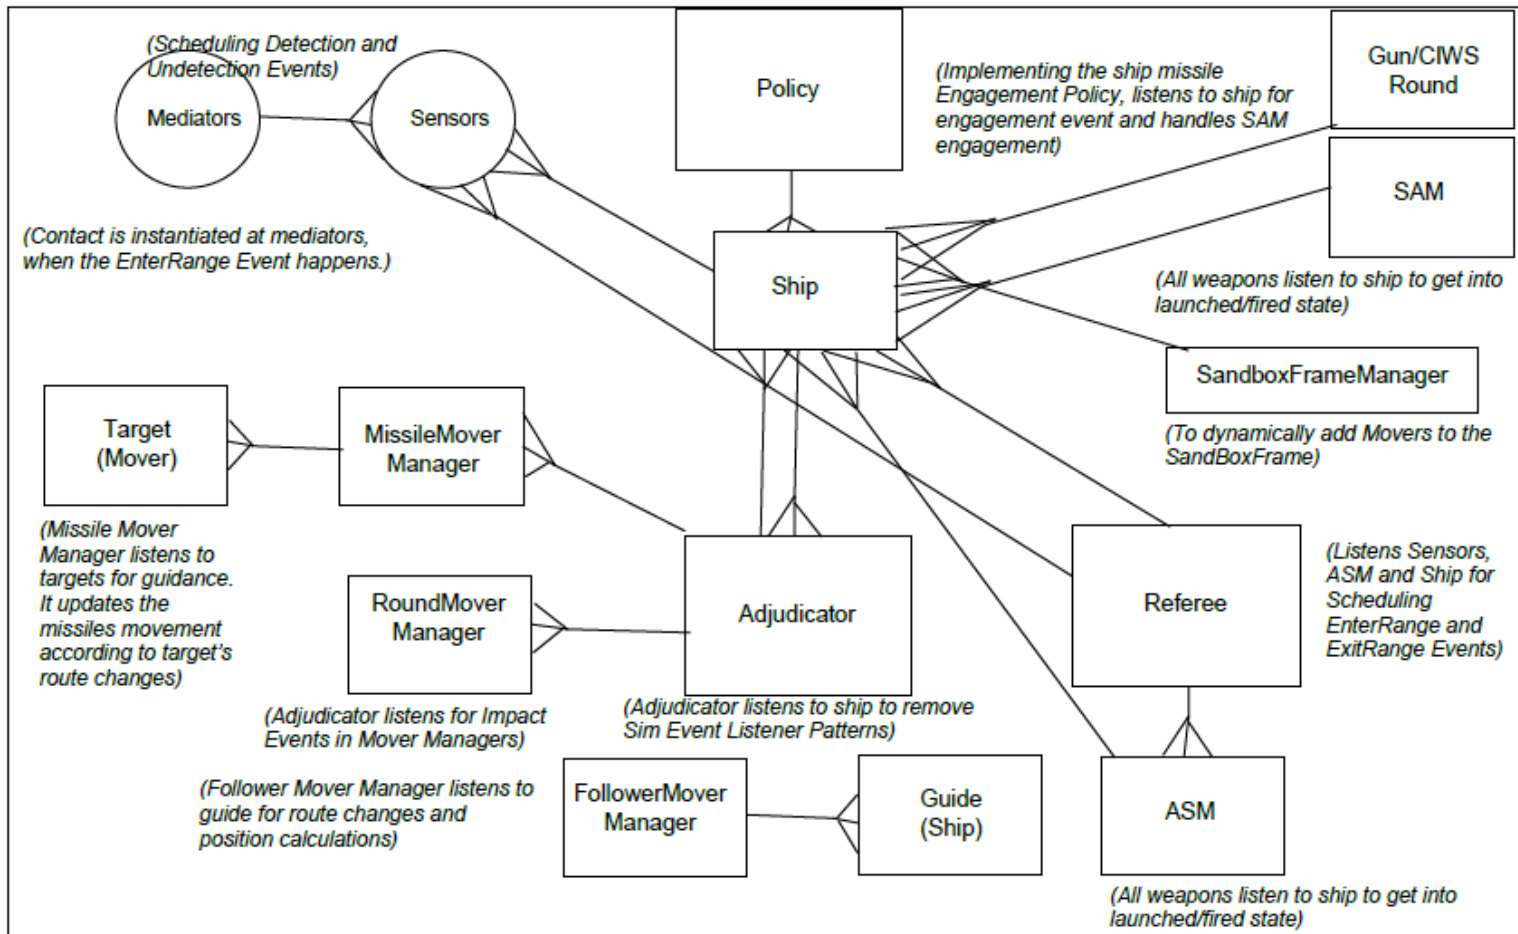 (Scheduling Detection and
Undetection Events)
Mediators
Sensors
Policy
(Implementing the ship missile
Engagement Policy, listens to ship for
engagement event and handles SAM
engagement)
Gun/CIWS
Round
SAM
(Contact is instantiated at mediators,
when the EnterRange Event happens.)
Ship
(All weapons listen to ship to get into
launched/fired state)
SandboxFrameManager
(To dynamically add Movers to the
SandBoxFrame)
Target
(Mover)
MissileMover
Manager
(Missile Mover
Manager listens to
targets for guidance.
It updates the
missiles movement
according to target's
route changes)
RoundMover
Manager
Adjudicator
Referee
(Listens Sensors,
ASM and Ship for
Scheduling
EnterRange and
ExitRange Events)
(Adjudicator listens for Impact
Events in Mover Managers)
(Adjudicator listens to ship to remove
Sim Event Listener Patterns)
(Follower Mover Manager listens to
guide for route changes and
position calculations)
FollowerMover
Manager
Guide
(Ship)
ASM
(All weapons listen to ship to get into
launched/fired state)